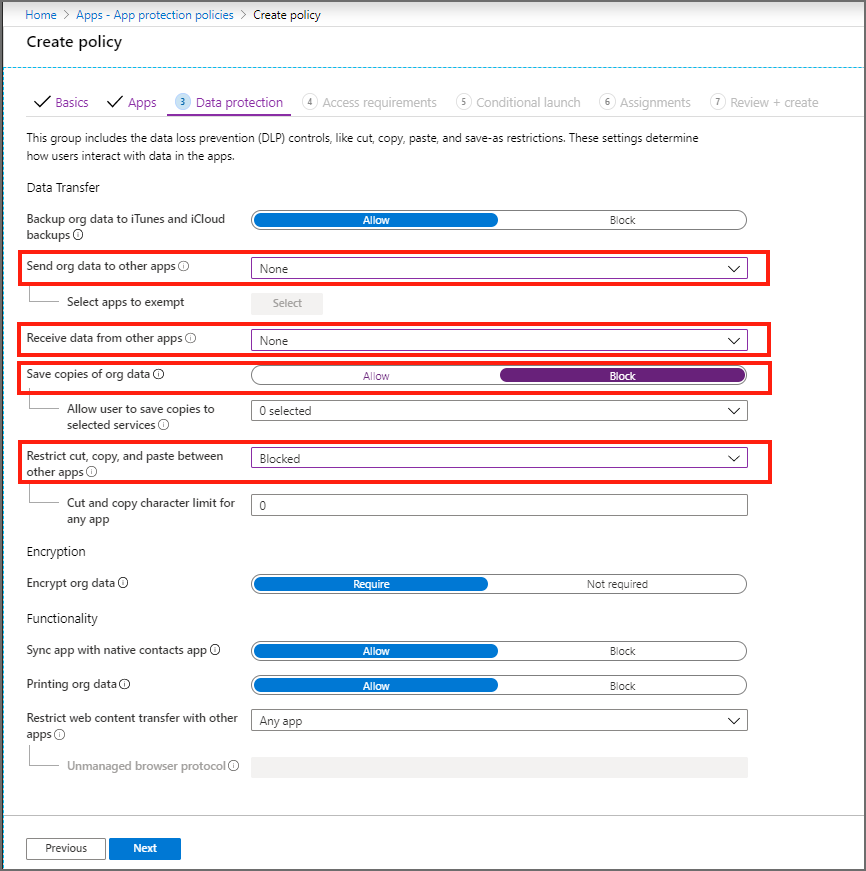 Home > Apps - App protection policies > Create policy
Create policy
Basics Apps 3 Data protection 4 Access requirements 5 Conditional launch 6 Assignments 7 Review + create
This group includes the data loss prevention (DLP) controls, like cut, copy, paste, and save-as restrictions. These settings determine
how users interact with data in the apps.
Data Transfer
Backup org data to iTunes and iCloud
backups
Allow Block
Send org data to other apps None
Select apps to exempt Select
Receive data from other apps None
Save copies of org data Allow Block
Allow user to save copies to
selected services
0 selected
Restrict cut, copy, and paste between
other apps
Blocked
Cut and copy character limit for
any app
0
Encryption
Encrypt org data Require Not required
Functionality
Sync app with native contacts app Allow Block
Printing org data Allow Block
Restrict web content transfer with other
apps
Any app
Unmanaged browser protocol
Previous Next